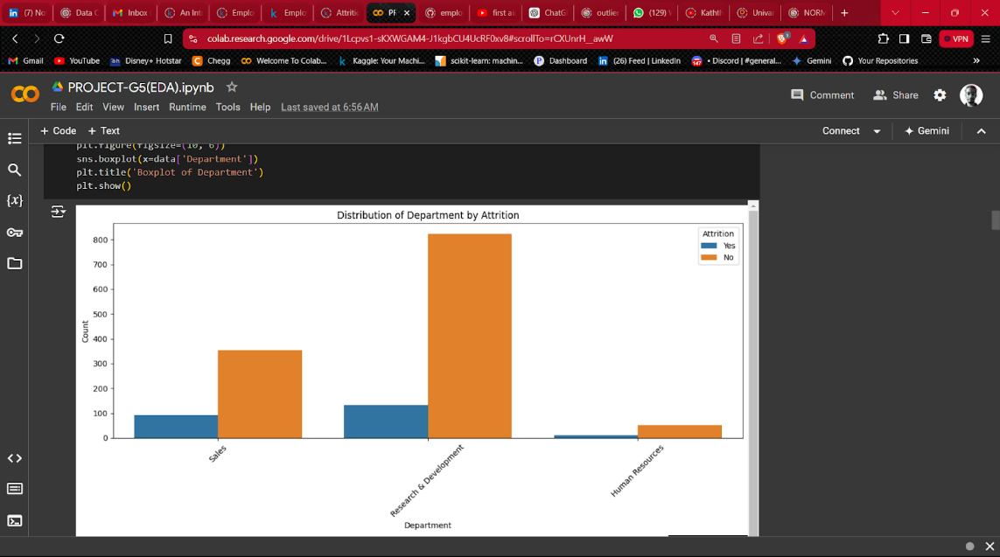 (7) No
Data C
Inbox
An Int
Emplo
Emplo
Attriti
PF
emplo
first ai
ChatG
outlier
(129)
Kathth
Univar
NORM
colab.research.google.com/drive/1Lcpvs1-sKXWGAM4-J1kgbCU4UcRF0xv8#scrollTo=rCXUnrH__awW
VPN
Gmail
YouTube
Disney+ Hotstar
Chegg
Welcome To Colab...
Kaggle: Your Machi...
scikit-learn: machin...
Dashboard
(26) Feed | LinkedIn
• Discord | #general...
Gemini
Your Repositories
PROJECT-G5(EDA).ipynb
Comment
Share
File Edit View Insert Runtime Tools Help Last saved at 6:56 AM
+ Code + Text
Connect
Gemini
plt.figure(figsize=(10, 6))
sns.boxplot(x=data['Department'])
plt.title('Boxplot of Department')
plt.show()
Distribution of Department by Attrition
Attrition
Yes
No
Count
800
700
600
500
400
300
200
100
0
Sales
Research & Development
Human Resources
Department